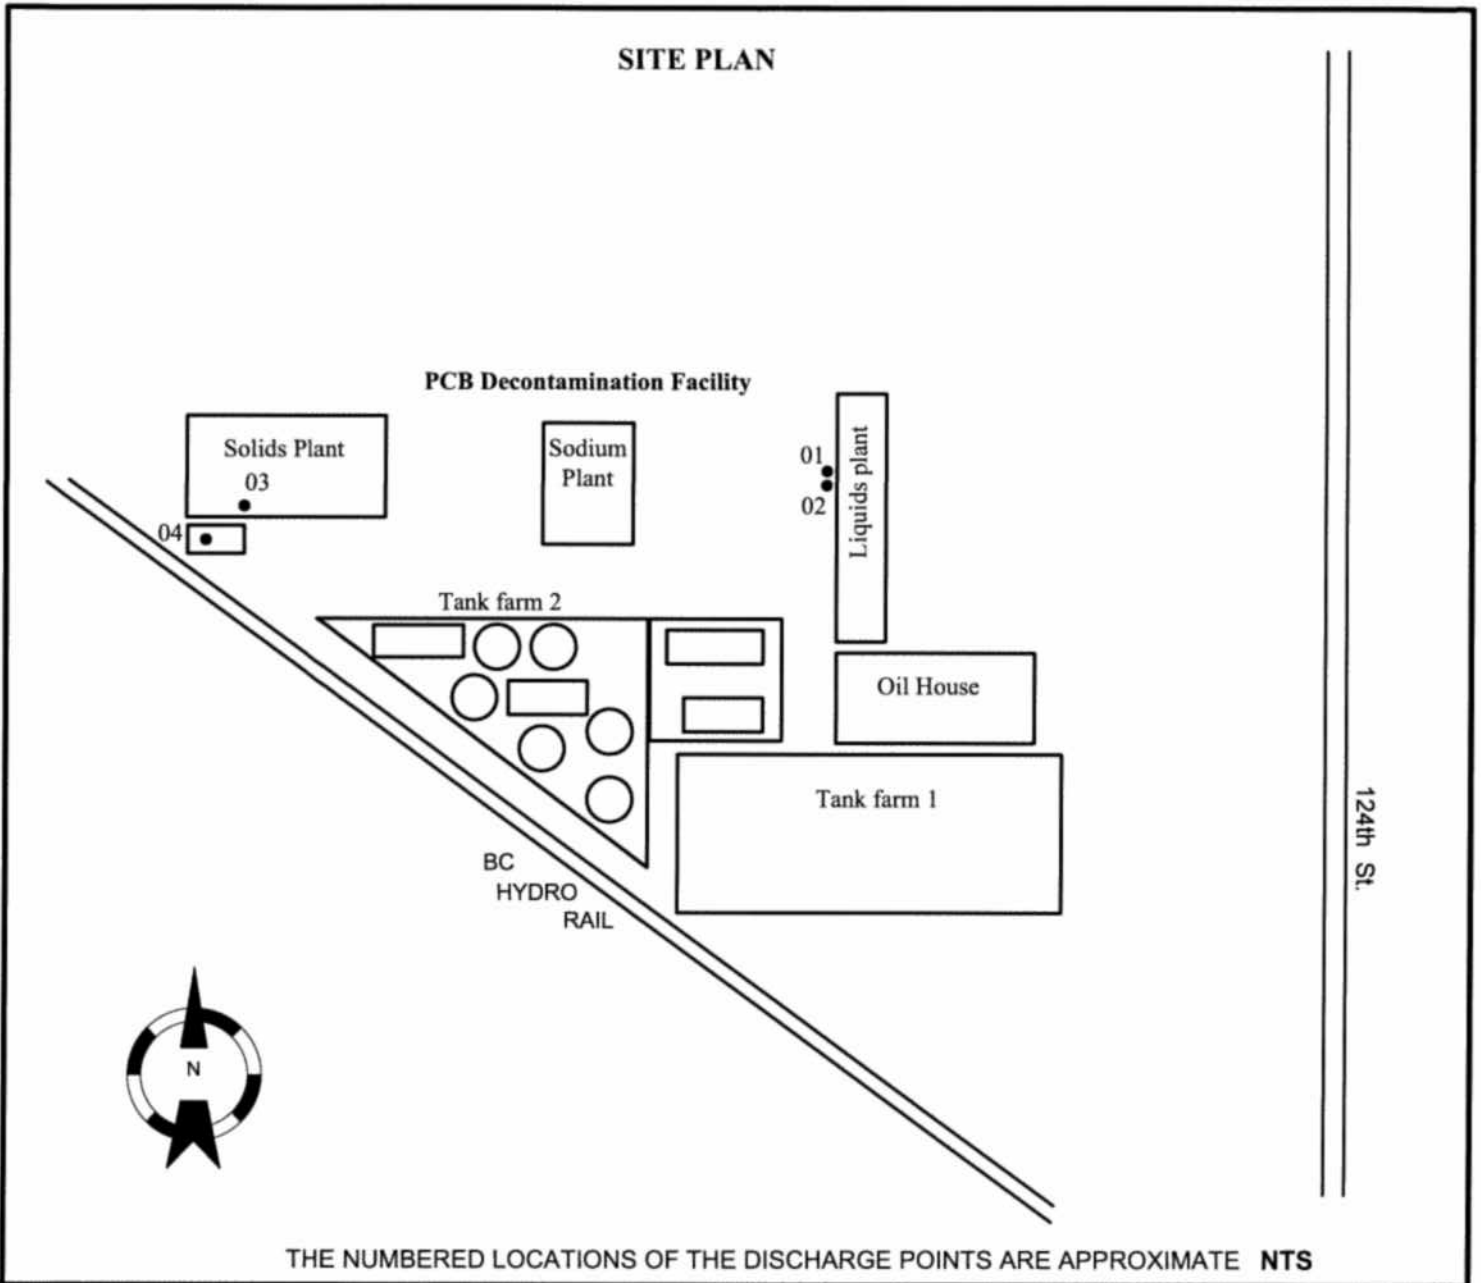 SITE PLAN
PCB Decontamination Facility
Solids Plant
03
04
Sodium
Plant
01
02
Liquids plant
Tank farm 2
Oil House
Tank farm 1
124th St.
BC
HYDRO
RAIL
N
THE NUMBERED LOCATIONS OF THE DISCHARGE POINTS ARE APPROXIMATE NTS